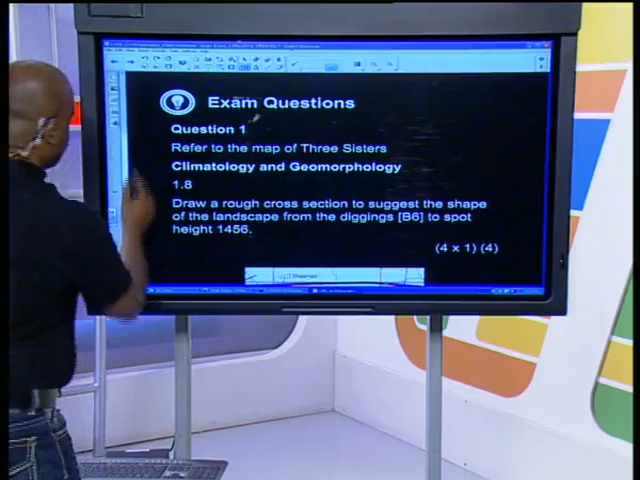 Exam Questions
Question 1
Refer to the map of Three Sisters
Climatology and Geomorphology
1.8
Draw a rough cross section to suggest the shape
of the landscape from the diggings [B6] to spot
height 1456.
(4 x 1) (4)